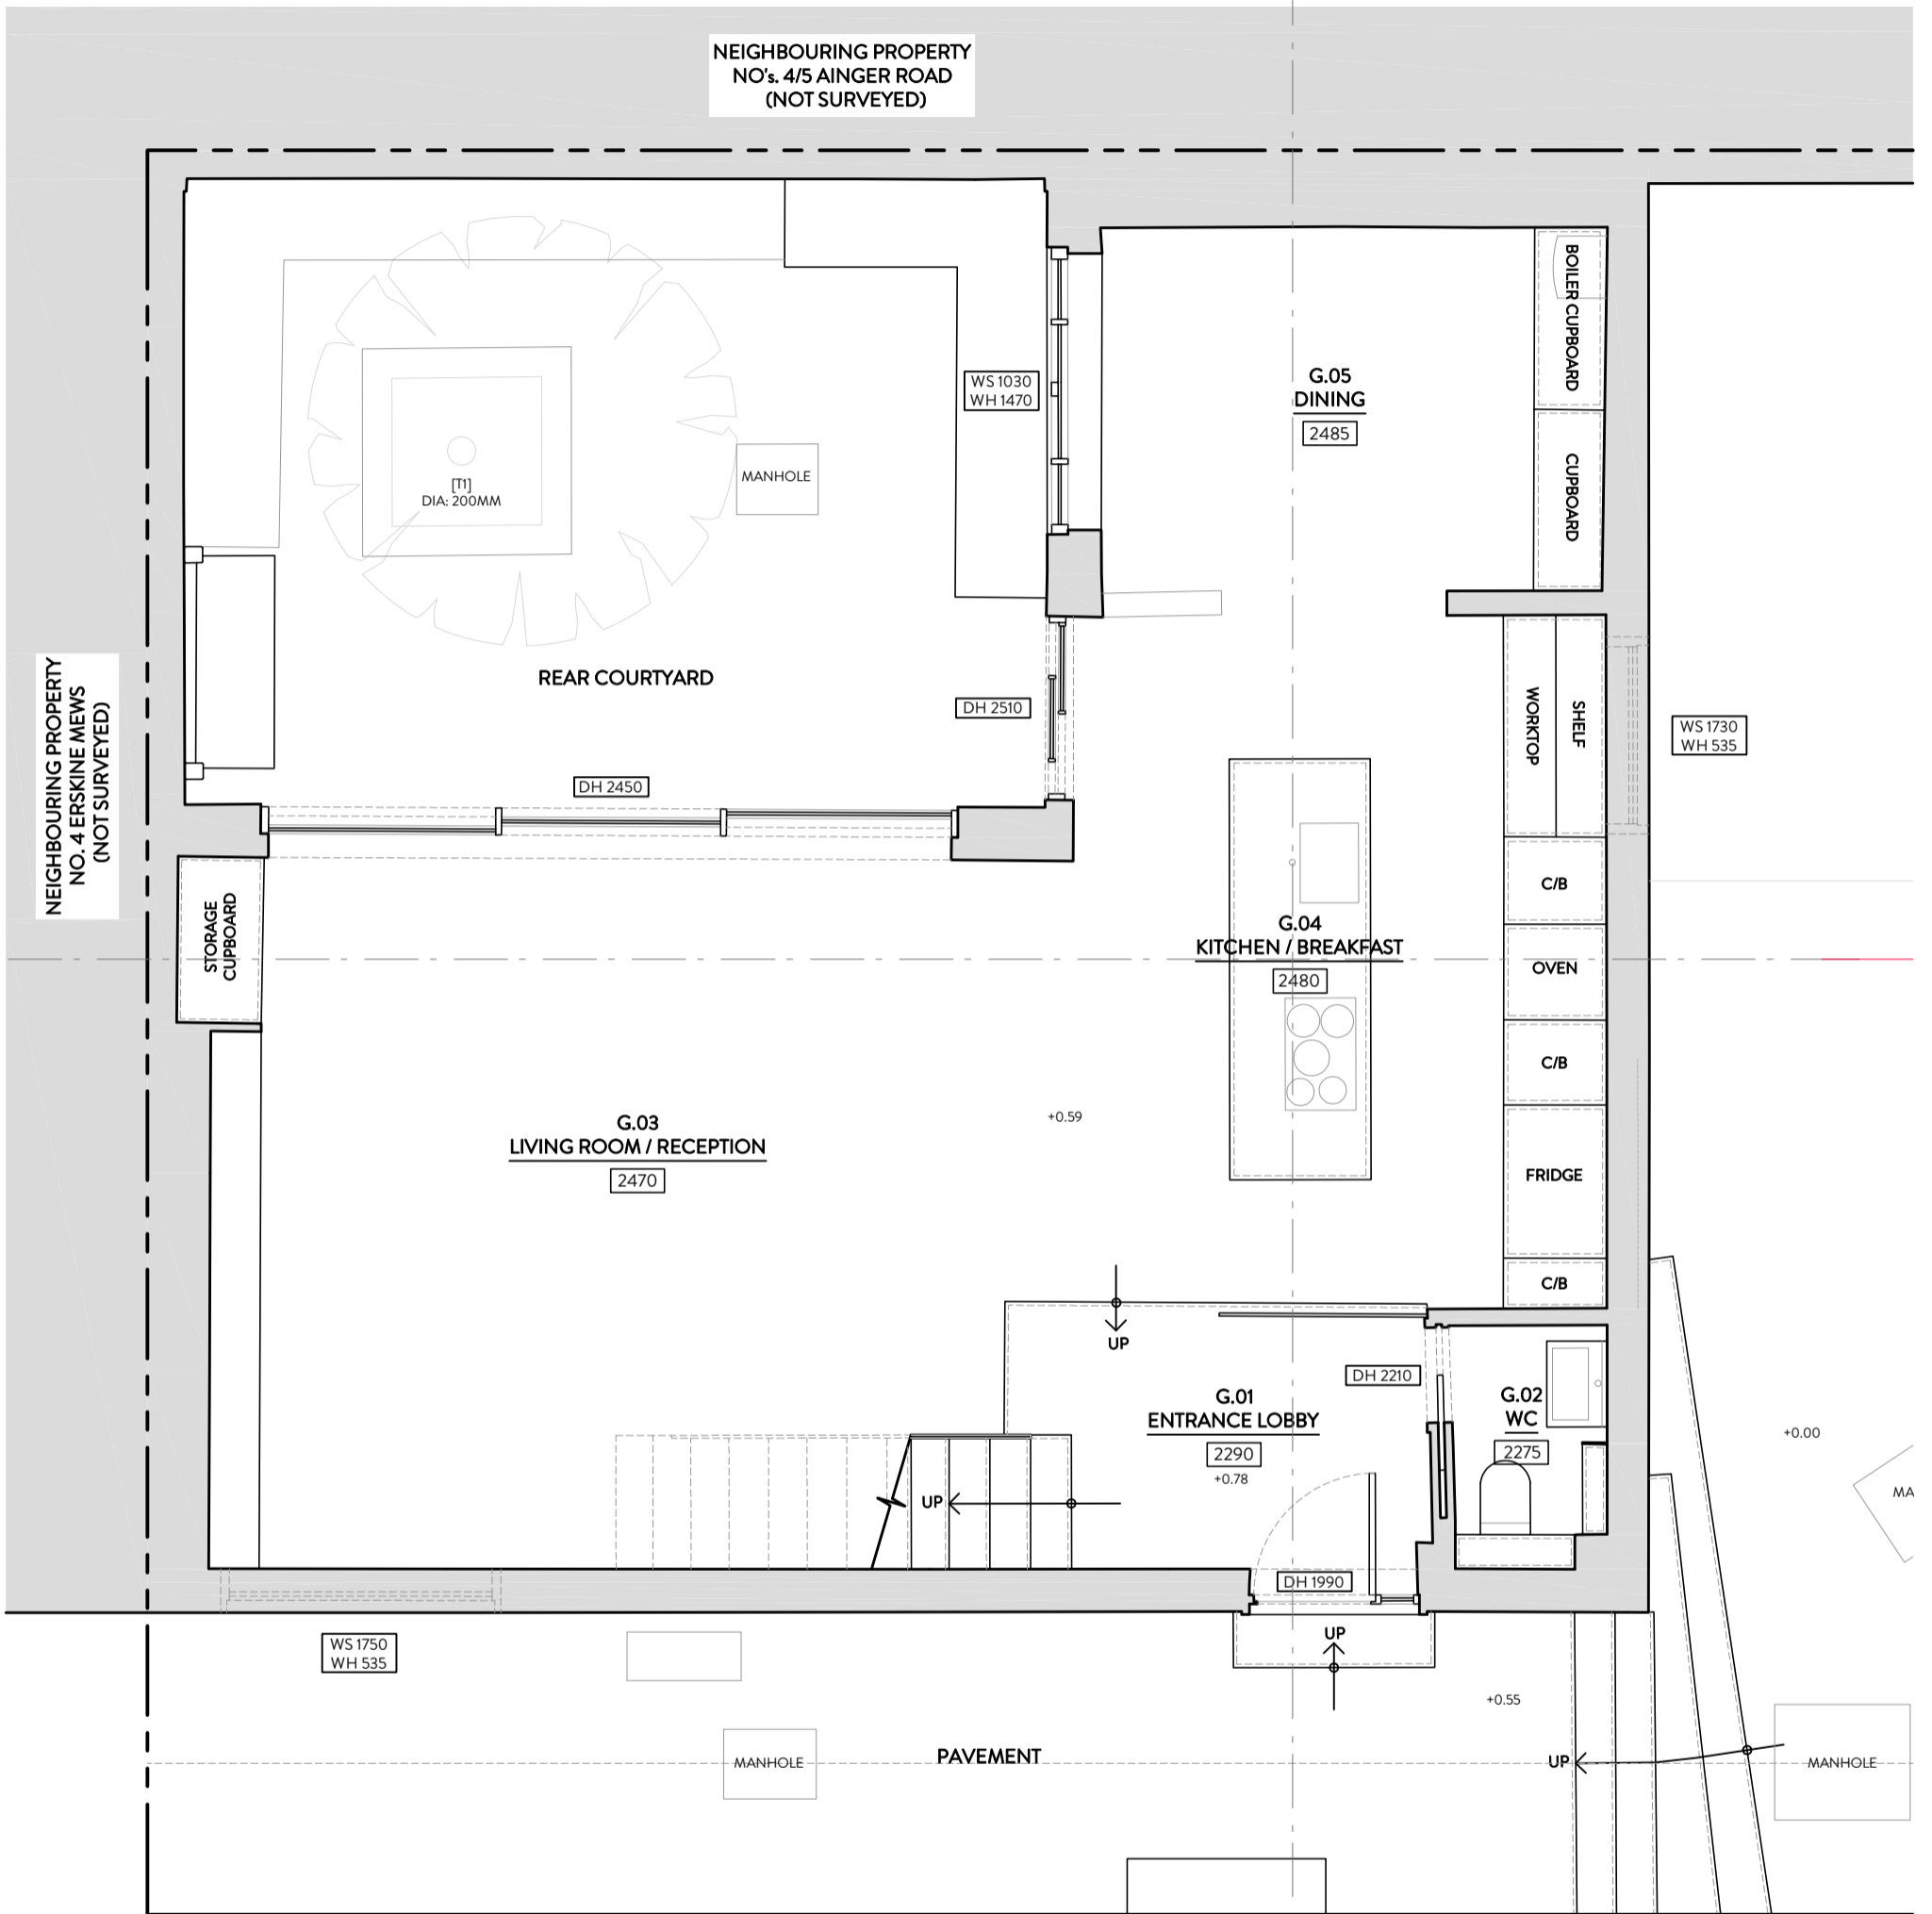 NEIGHBOURING PROPERTY
NO's. 4/5 AINGER ROAD
(NOT SURVEYED)
BOILER CUPBOARD
WS 1030
WH 1470
G.05
DINING
2485
CUPBOARD
MANHOLE
[T1]
DIA: 200MM
NEIGHBOURING PROPERTY
NO. 4 ERSKINE MEWS
(NOT SURVEYED)
REAR COURTYARD
DH 2510
WORKTOP
SHELF
WS 1730
WH 535
DH 2450
STORAGE
CUPBOARD
C/B
G.04
KITCHEN / BREAKFAST
2480
OVEN
C/B
G.03
LIVING ROOM / RECEPTION
2470
+0.59
FRIDGE
C/B
UP
DH 2210
G.01
ENTRANCE LOBBY
2290
+0.78
G.02
WC
2275
+0.00
MA
UP
DH 1990
UP
WS 1750
WH 535
+0.55
PAVEMENT
MANHOLE
UP
MANHOLE